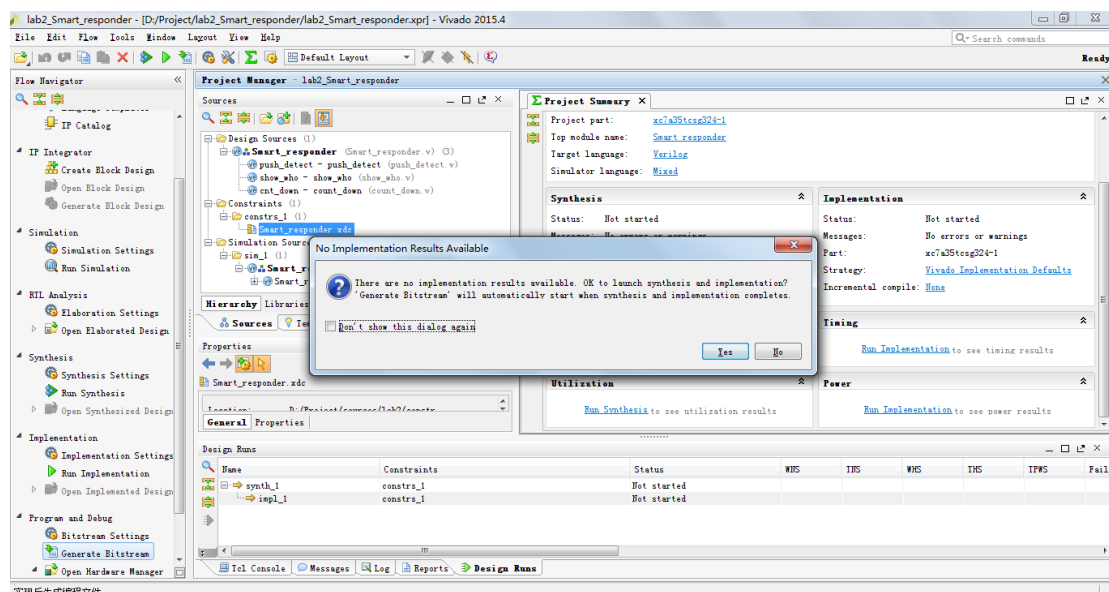 lab2_Smart_responder - [D:/Project/lab2_Smart_responder/lab2_Smart_responder.xpr] - Vivado 2015.4
File Edit Flow Tools Window Layout View Help
Search commands
Default Layout
Ready
Flow Navigator
IP Catalog
IP Integrator
Create Block Design
Open Block Design
Generate Block Design
Simulation
Simulation Settings
Run Simulation
RTL Analysis
Elaboration Settings
Open Elaborated Design
Synthesis
Synthesis Settings
Run Synthesis
Open Synthesized Design
Implementation
Implementation Settings
Run Implementation
Open Implemented Design
Program and Debug
Bitstream Settings
Generate Bitstream
Open Hardware Manager
Project Manager - lab2_Smart_responder
Sources
Design Sources (1)
Smart_responder (Smart_responder.v) (3)
push_detect - push_detect (push_detect.v)
show_who - show_who (show_who.v)
cnt_down - count_down (count_down.v)
Constraints (1)
constrs_1 (1)
Smart_responder.xdc
Simulation Source
sim_1 (1)
Smart_r
Smart_r
Hierarchy Libraries
Sources
Properties
Smart_responder.xdc
General Properties
Project Summary
Project part: xc7a35tcsg324-1
Top module name: Smart_responder
Target language: Verilog
Simulator language: Mixed
Synthesis
Status: Not started
Messages: No errors or warnings
Implementation
Status: Not started
Messages: No errors or warnings
Part: xc7a35tcsg324-1
Strategy: Vivado Implementation Defaults
Incremental compile: None
Timing
Run Implementation to see timing results
Utilization
Run Synthesis to see utilization results
Power
Run Implementation to see power results
No Implementation Results Available
There are no implementation results available. OK to launch synthesis and implementation?
'Generate Bitstream' will automatically start when synthesis and implementation completes.
Don't show this dialog again
Yes No
Design Runs
Name Constraints Status WNS TNS WHS THS TPWS Fail
synth_1 constrs_1 Not started
impl_1 constrs_1 Not started
Tcl Console Messages Log Reports Design Runs